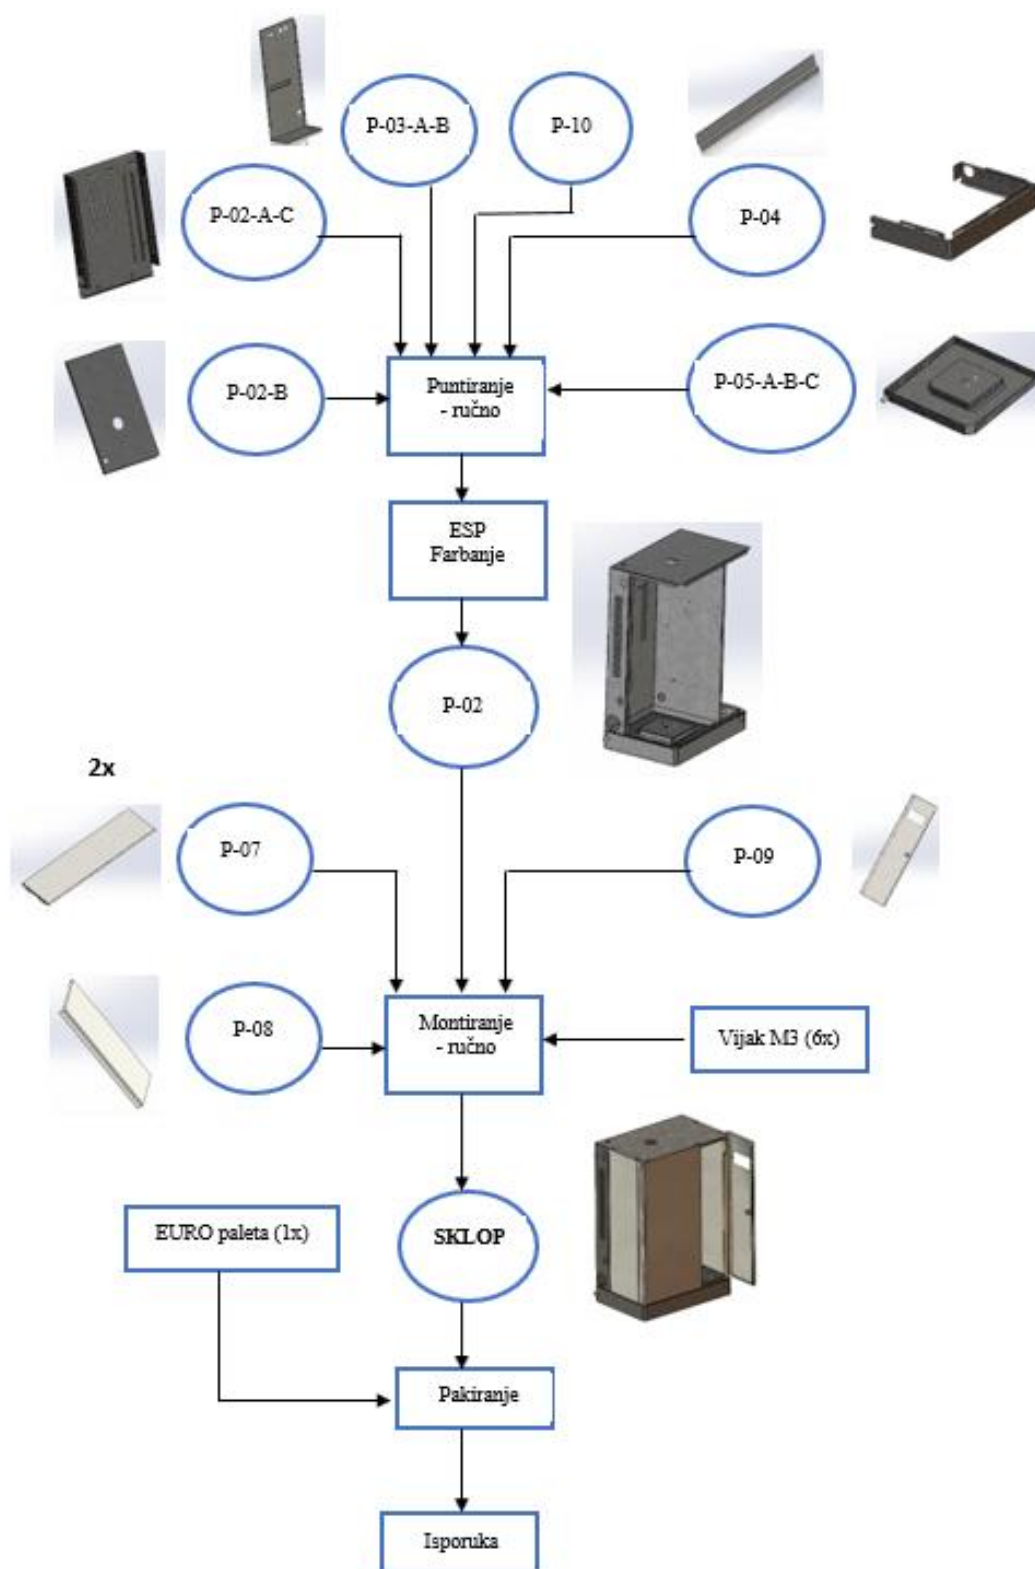 P-03-A-B
P-10
P-02-A-C
P-04
P-02-B
Puntiranje
- ručno
P-05-A-B-C
ESP
Farbanje
P-02
2x
P-07
P-09
P-08
Montiranje
- ručno
Vijak M3 (6x)
EURO paleta (1x)
SKLOP
Pakiranje
Isporuka